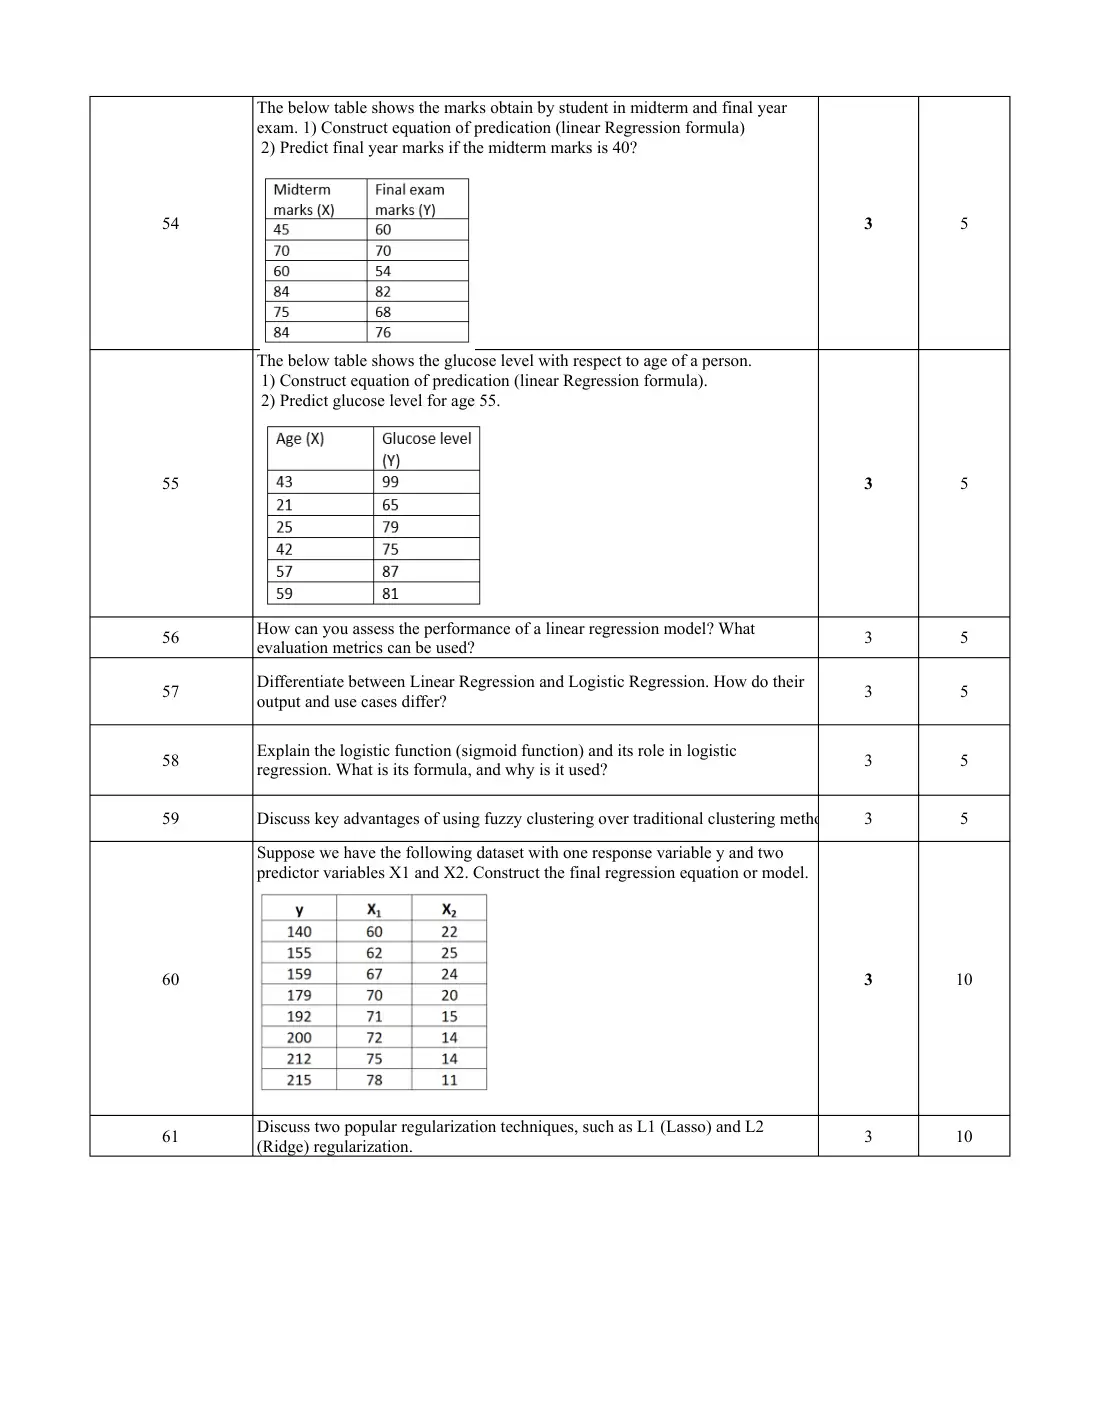 The below table shows the marks obtain by student in midterm and final year
exam. 1) Construct equation of predication (linear Regression formula)
2) Predict final year marks if the midterm marks is 40?
54 3 5
Midterm marks (X) Final exam marks (Y)
45 60
70 70
60 54
84 82
75 68
84 76
The below table shows the glucose level with respect to age of a person.
1) Construct equation of predication (linear Regression formula).
2) Predict glucose level for age 55.
55 3 5
Age (X) Glucose level (Y)
43 99
21 65
25 79
42 75
57 87
59 81
56 How can you assess the performance of a linear regression model? What 3 5
evaluation metrics can be used?
57 Differentiate between Linear Regression and Logistic Regression. How do their 3 5
output and use cases differ?
58 Explain the logistic function (sigmoid function) and its role in logistic 3 5
regression. What is its formula, and why is it used?
59 Discuss key advantages of using fuzzy clustering over traditional clustering metho 3 5
Suppose we have the following dataset with one response variable y and two
predictor variables X1 and X2. Construct the final regression equation or model.
60 3 10
y X₁ X₂
140 60 22
155 62 25
159 67 24
179 70 20
192 71 15
200 72 14
212 75 14
215 78 11
61 Discuss two popular regularization techniques, such as L1 (Lasso) and L2 3 10
(Ridge) regularization.